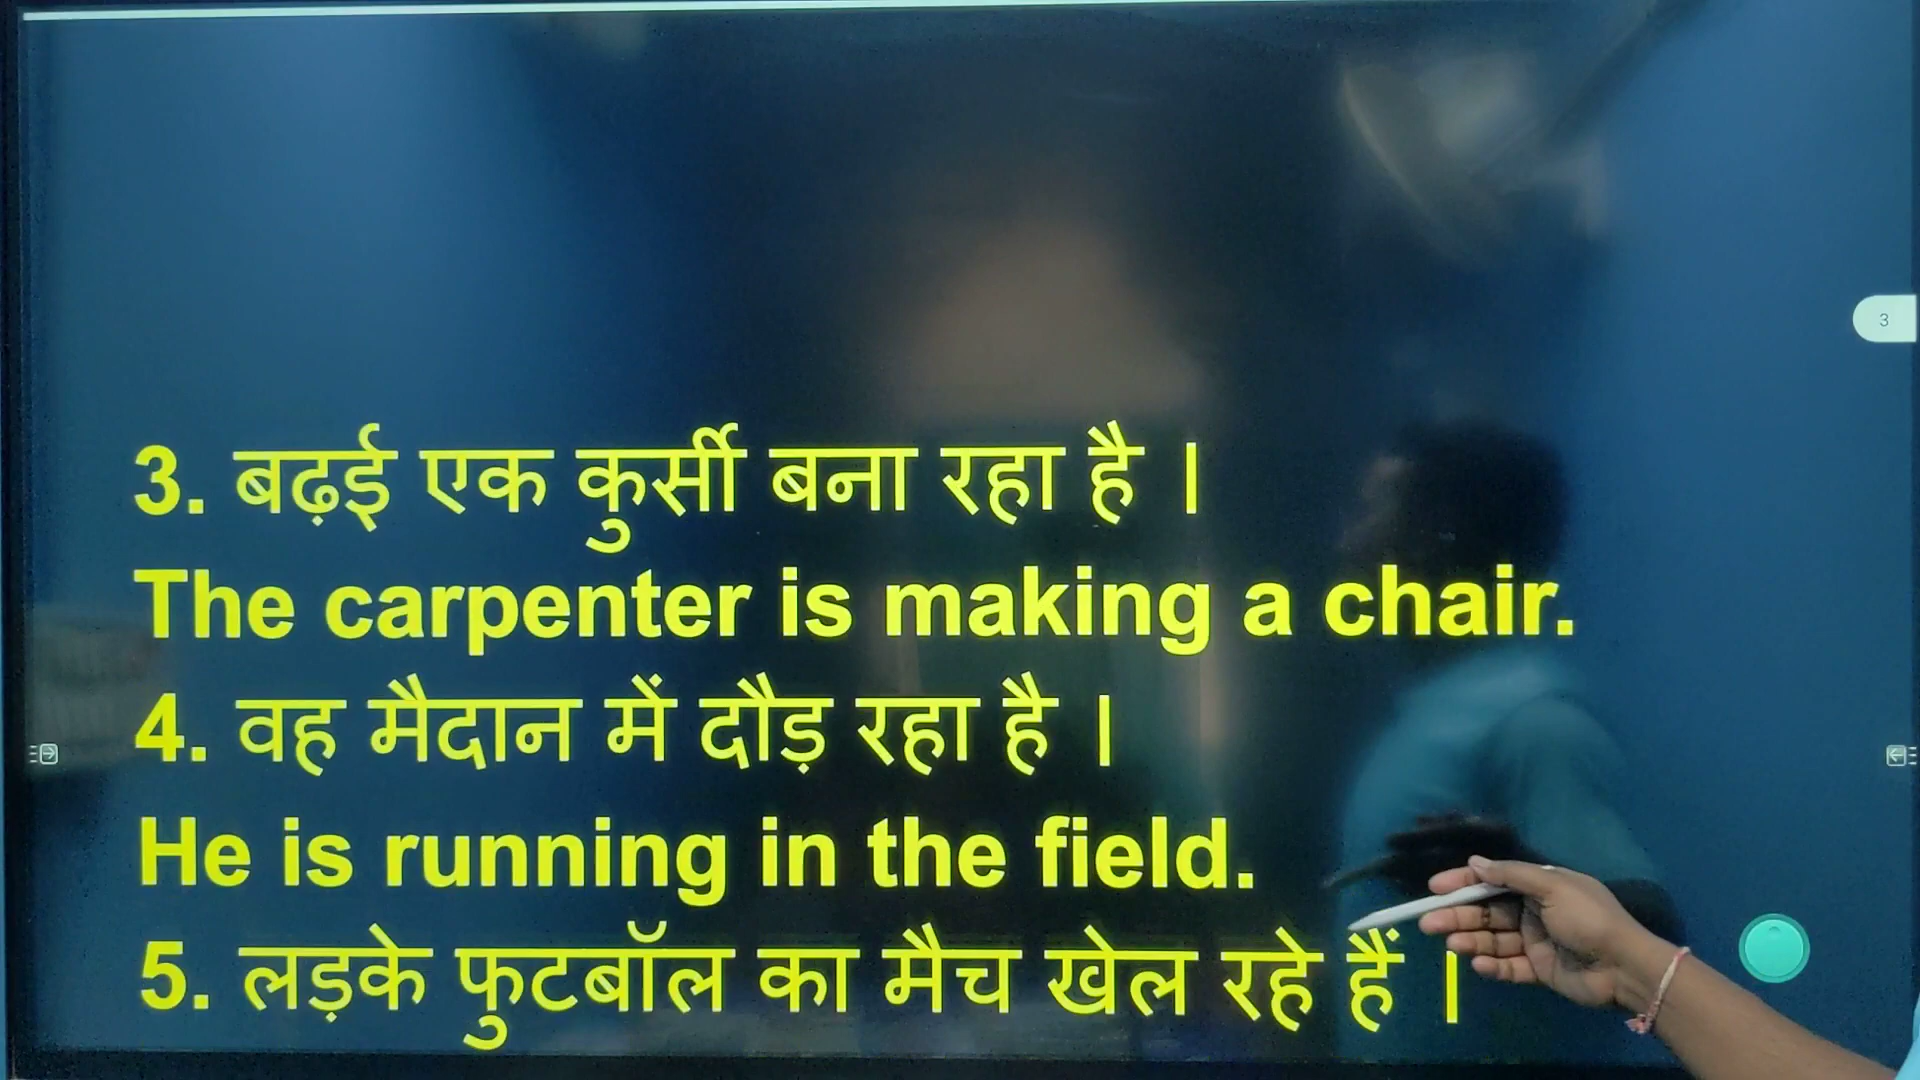 3
3. बढ़ई एक कुर्सी बना रहा है ।
The carpenter is making a chair.
4. वह मैदान में दौड़ रहा है ।
He is running in the field.
5. लड़के फुटबॉल का मैच खेल रहे हैं ।